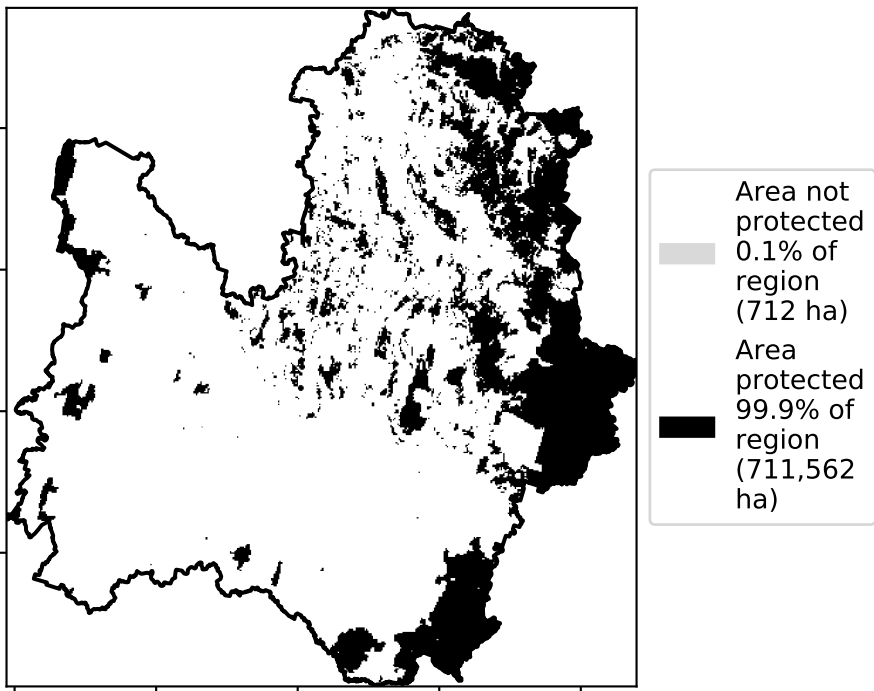 Area not
protected
0.1% of
region
(712 ha)
Area
protected
99.9% of
region
(711,562
ha)